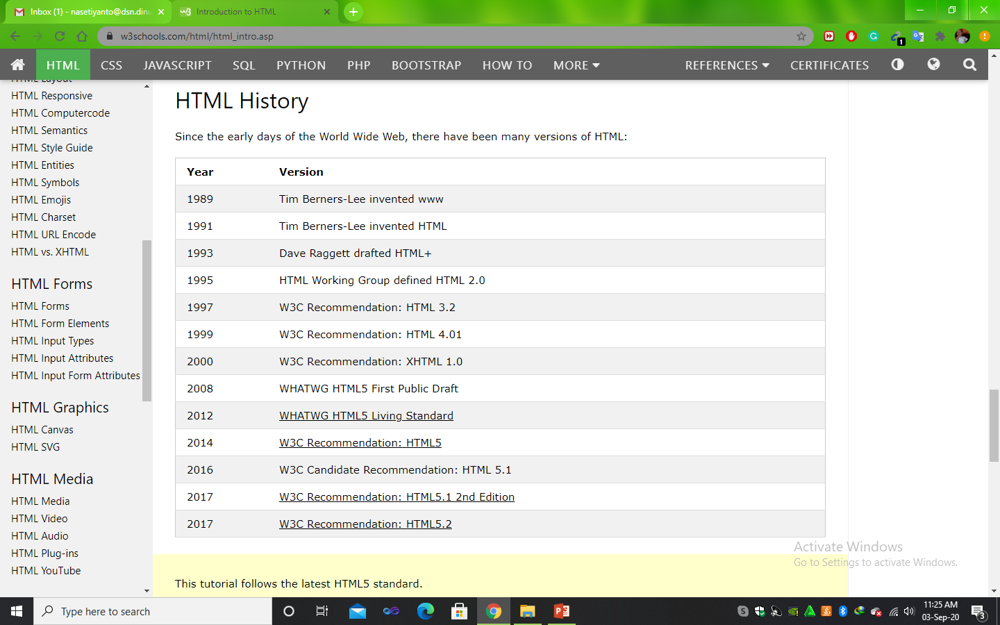 Inbox (1) - nasetiyanto@dsn.dinu
Introduction to HTML
w3schools.com/html/html_intro.asp
1
HTML CSS JAVASCRIPT SQL PYTHON PHP BOOTSTRAP HOW TO MORE REFERENCES CERTIFICATES
HTML Layout
HTML Responsive
HTML Computercode
HTML Semantics
HTML Style Guide
HTML Entities
HTML Symbols
HTML Emojis
HTML Charset
HTML URL Encode
HTML vs. XHTML
HTML Forms
HTML Forms
HTML Form Elements
HTML Input Types
HTML Input Attributes
HTML Input Form Attributes
HTML Graphics
HTML Canvas
HTML SVG
HTML Media
HTML Media
HTML Video
HTML Audio
HTML Plug-ins
HTML YouTube
HTML History
Since the early days of the World Wide Web, there have been many versions of HTML:
Year Version
1989 Tim Berners-Lee invented www
1991 Tim Berners-Lee invented HTML
1993 Dave Raggett drafted HTML+
1995 HTML Working Group defined HTML 2.0
1997 W3C Recommendation: HTML 3.2
1999 W3C Recommendation: HTML 4.01
2000 W3C Recommendation: XHTML 1.0
2008 WHATWG HTML5 First Public Draft
2012 WHATWG HTML5 Living Standard
2014 W3C Recommendation: HTML5
2016 W3C Candidate Recommendation: HTML 5.1
2017 W3C Recommendation: HTML5.1 2nd Edition
2017 W3C Recommendation: HTML5.2
This tutorial follows the latest HTML5 standard.
Activate Windows
Go to Settings to activate Windows.
Type here to search
11:25 AM
03-Sep-20
3